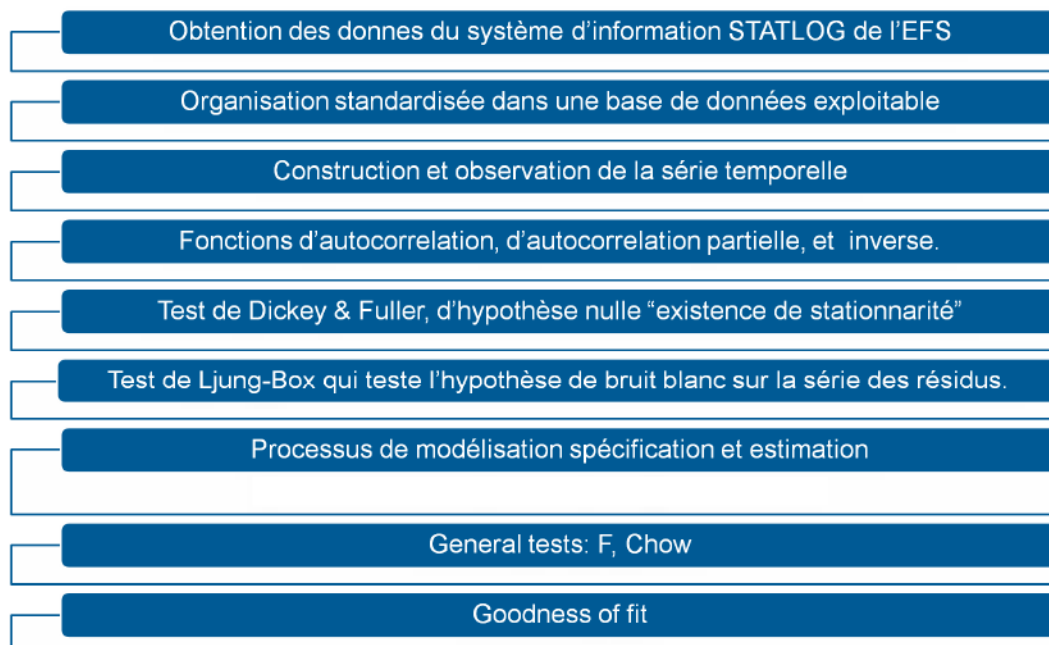 Obtention des donnes du système d'information STATLOG de l'EFS
Organisation standardisée dans une base de données exploitable
Construction et observation de la série temporelle
Fonctions d'autocorrelation, d'autocorrelation partielle, et inverse.
Test de Dickey & Fuller, d'hypothèse nulle “existence de stationnarité”
Test de Ljung-Box qui teste l'hypothèse de bruit blanc sur la série des résidus.
Processus de modélisation spécification et estimation
General tests: F, Chow
Goodness of fit